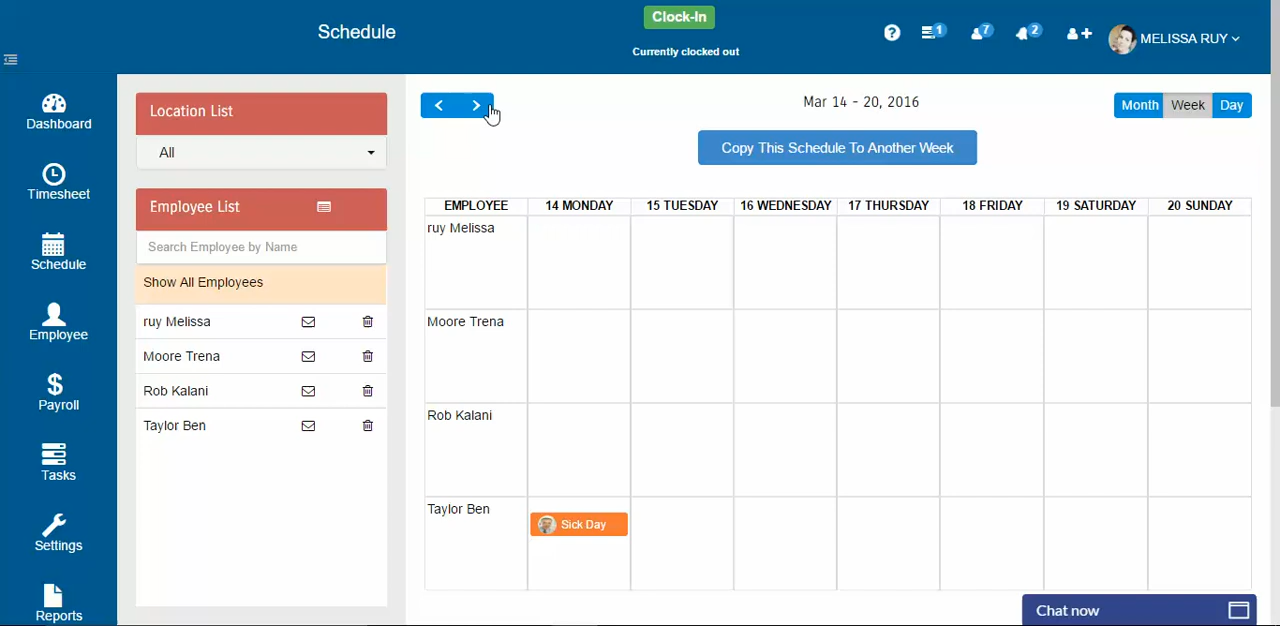 Schedule
Clock-In
Currently clocked out
?
1
7
2
MELISSA RUY
Dashboard
Timesheet
Schedule
Employee
$
Payroll
Tasks
Settings
Reports
Location List
All
Employee List
Search Employee by Name
Show All Employees
ruy Melissa
Moore Trena
Rob Kalani
Taylor Ben
Mar 14 - 20, 2016
Month Week Day
Copy This Schedule To Another Week
EMPLOYEE 14 MONDAY 15 TUESDAY 16 WEDNESDAY 17 THURSDAY 18 FRIDAY 19 SATURDAY 20 SUNDAY
ruy Melissa
Moore Trena
Rob Kalani
Taylor Ben
Sick Day
Chat now